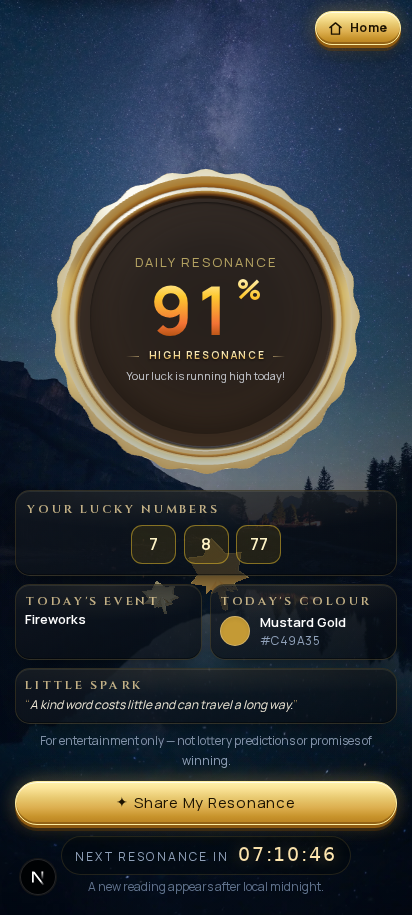 Home
DAILY RESONANCE
91%
HIGH RESONANCE
Your luck is running high today!
YOUR LUCKY NUMBERS
7 8 77
TODAY'S EVENT
Fireworks
TODAY'S COLOUR
Mustard Gold
#C49A35
LITTLE SPARK
"A kind word costs little and can travel a long way."
For entertainment only — not lottery predictions or promises of
winning.
✦ Share My Resonance
NEXT RESONANCE IN 07:10:46
N
A new reading appears after local midnight.